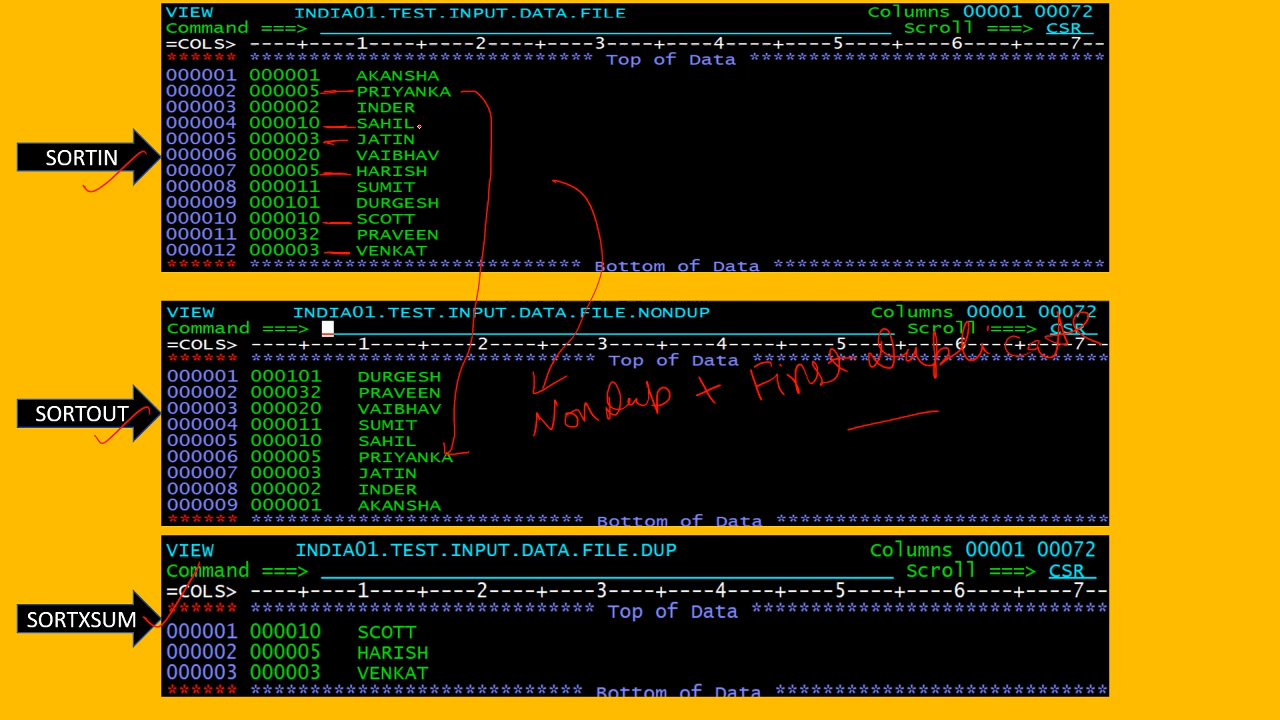 VIEW INDIA01.TEST.INPUT.DATA.FILE Columns 00001 00072
Command ===> Scroll ===> CSR
=COLS> ----+----1----+----2----+----3----+----4----+----5----+----6----+----7--
****** **************************** Top of Data ******************************
000001 000001 AKANSHA
000002 000005 PRIYANKA
000003 000002 INDER
000004 000010 SAHIL
000005 000003 JATIN
000006 000020 VAIBHAV
000007 000005 HARISH
000008 000011 SUMIT
000009 000101 DURGESH
000010 000010 SCOTT
000011 000032 PRAVEEN
000012 000003 VENKAT
****** *************************** Bottom of Data ****************************
SORTIN
VIEW INDIA01.TEST.INPUT.DATA.FILE.NONDUP Columns 00001 00072
Command ===> Scroll ===> CSR
=COLS> ----+----1----+----2----+----3----+----4----+----5----+----6----+----7--
****** **************************** Top of Data ******************************
000001 000101 DURGESH
000002 000032 PRAVEEN
000003 000020 VAIBHAV
000004 000011 SUMIT
000005 000010 SAHIL
000006 000005 PRIYANKA
000007 000003 JATIN
000008 000002 INDER
000009 000001 AKANSHA
****** *************************** Bottom of Data ****************************
SORTOUT
NonDup + First Duplicate
VIEW INDIA01.TEST.INPUT.DATA.FILE.DUP Columns 00001 00072
Command ===> Scroll ===> CSR
=COLS> ----+----1----+----2----+----3----+----4----+----5----+----6----+----7--
****** **************************** Top of Data ******************************
000001 000010 SCOTT
000002 000005 HARISH
000003 000003 VENKAT
****** *************************** Bottom of Data ****************************
SORTXSUM